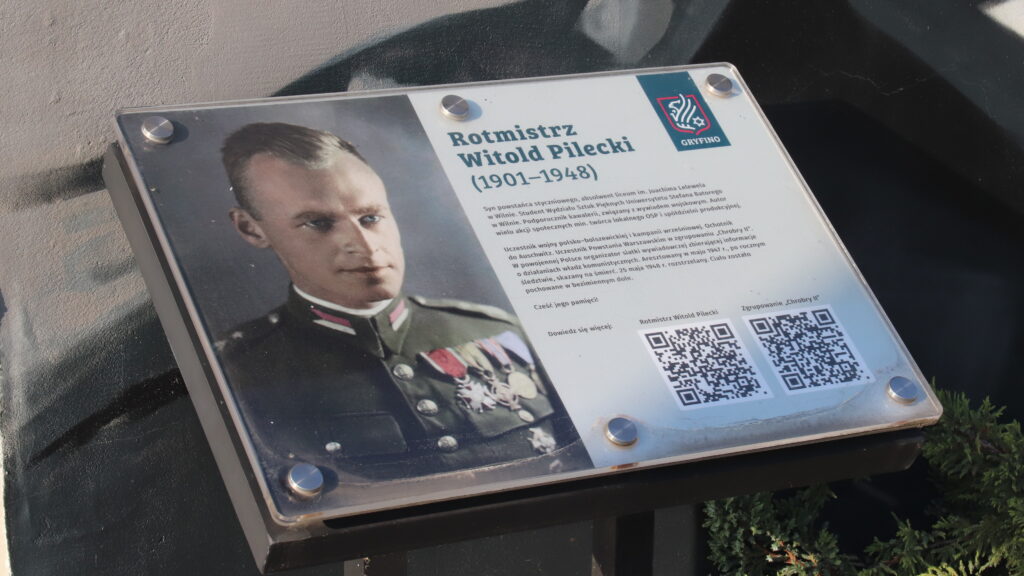 GRYFINO
Rotmistrz
Witold Pilecki
(1901–1948)
Syn powstańca styczniowego, absolwent liceum im. Joachima Lelewela
w Wilnie. Student Wydziału Sztuk Pięknych Uniwersytetu Stefana Batorego
w Wilnie. Podporucznik kawalerii, związany z wywiadem wojskowym. Autor
wielu akcji społecznych min. twórca lokalnego OSP i spółdzielni produkcyjnej.
Uczestnik wojny polsko-bolszewickiej i kampanii wrześniowej. Ochotnik
do Auschwitz. Uczestnik Powstania Warszawskim w zgrupowaniu „Chrobry II".
W powojennej Polsce organizator siatki wywiadowczej zbierającej informacje
o działaniach władz komunistycznych. Aresztowany w maju 1947 r., po rocznym
śledztwie, skazany na śmierć. 25 maja 1948 r. rozstrzelany. Ciało zostało
pochowane w bezimiennym dole.
Cześć jego pamięci!
Dowiedz się więcej:
Rotmistrz Witold Pilecki
Zgrupowanie „Chrobry II"